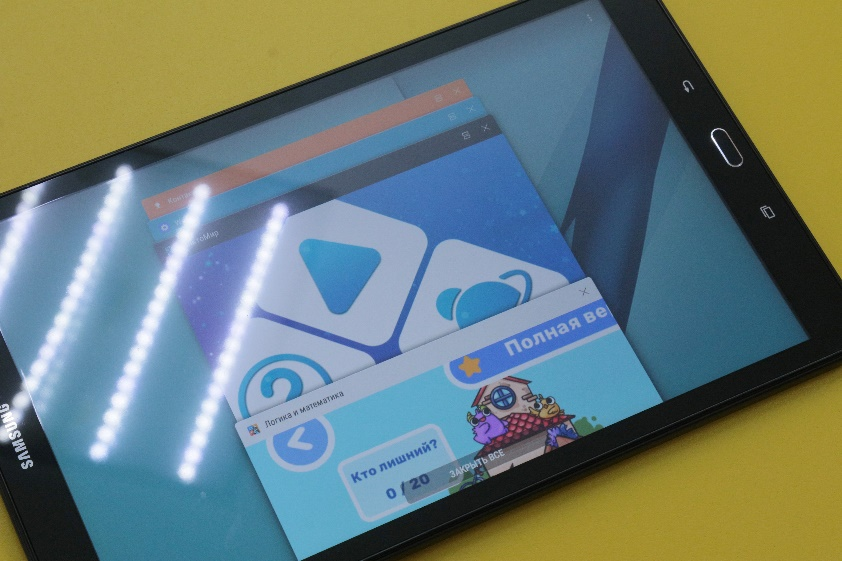 Логика и математика
Полная ве
Кто лишний?
0 / 20
ЗАКРЫТЬ ВСЕ
SAMSUNG